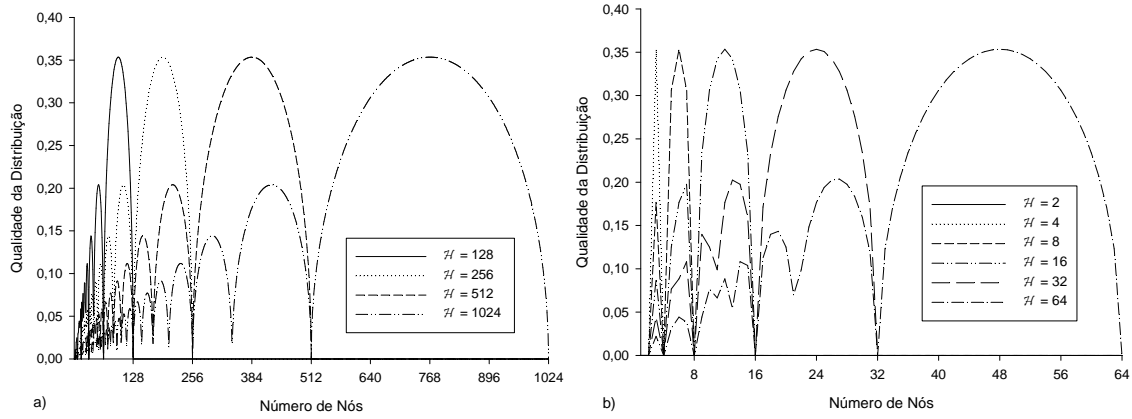 0,40
0,35
0,30
0,25
0,20
0,15
0,10
0,05
0,00
Qualidade da Distribuição
128 256 384 512 640 768 896 1024
Número de Nós
a)
ℋ = 128
ℋ = 256
ℋ = 512
ℋ = 1024
0,40
0,35
0,30
0,25
0,20
0,15
0,10
0,05
0,00
Qualidade da Distribuição
8 16 24 32 40 48 56 64
Número de Nós
b)
ℋ = 2
ℋ = 4
ℋ = 8
ℋ = 16
ℋ = 32
ℋ = 64